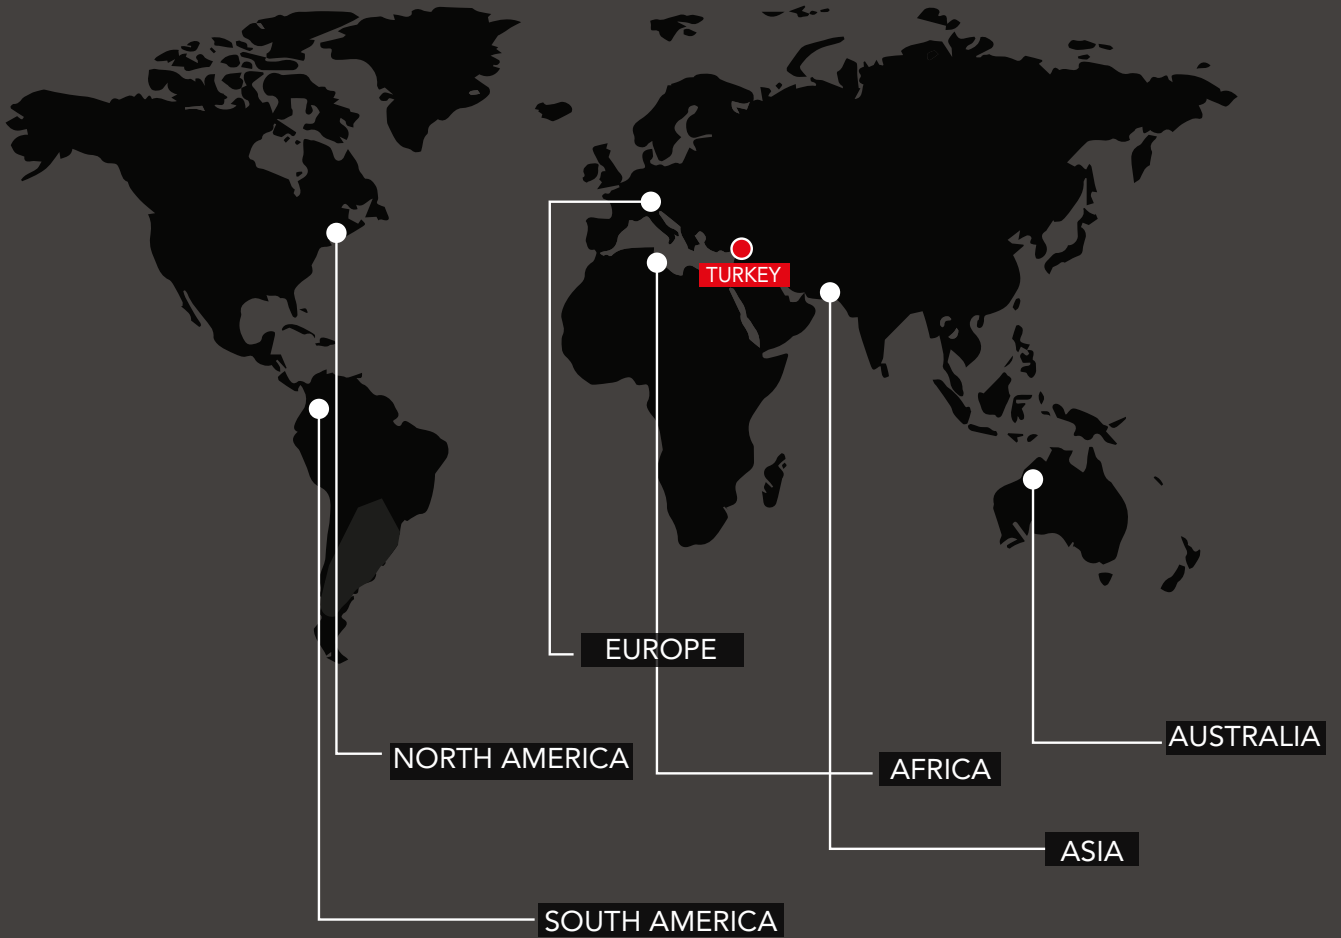 TURKEY
EUROPE
AUSTRALIA
NORTH AMERICA
AFRICA
ASIA
SOUTH AMERICA